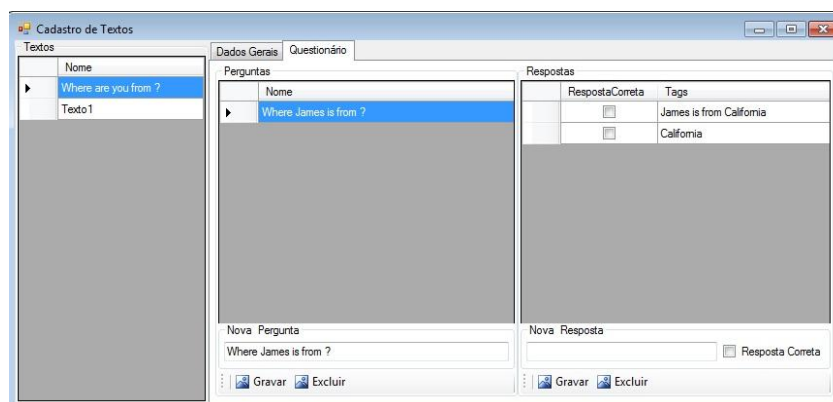 Cadastro de Textos
Textos
Nome
Where are you from ?
Texto1
Dados Gerais Questionário
Perguntas
Nome
Where James is from ?
Nova Pergunta
Where James is from ?
Gravar Excluir
Respostas
RespostaCorreta Tags
James is from California
California
Nova Resposta
Resposta Correta
Gravar Excluir